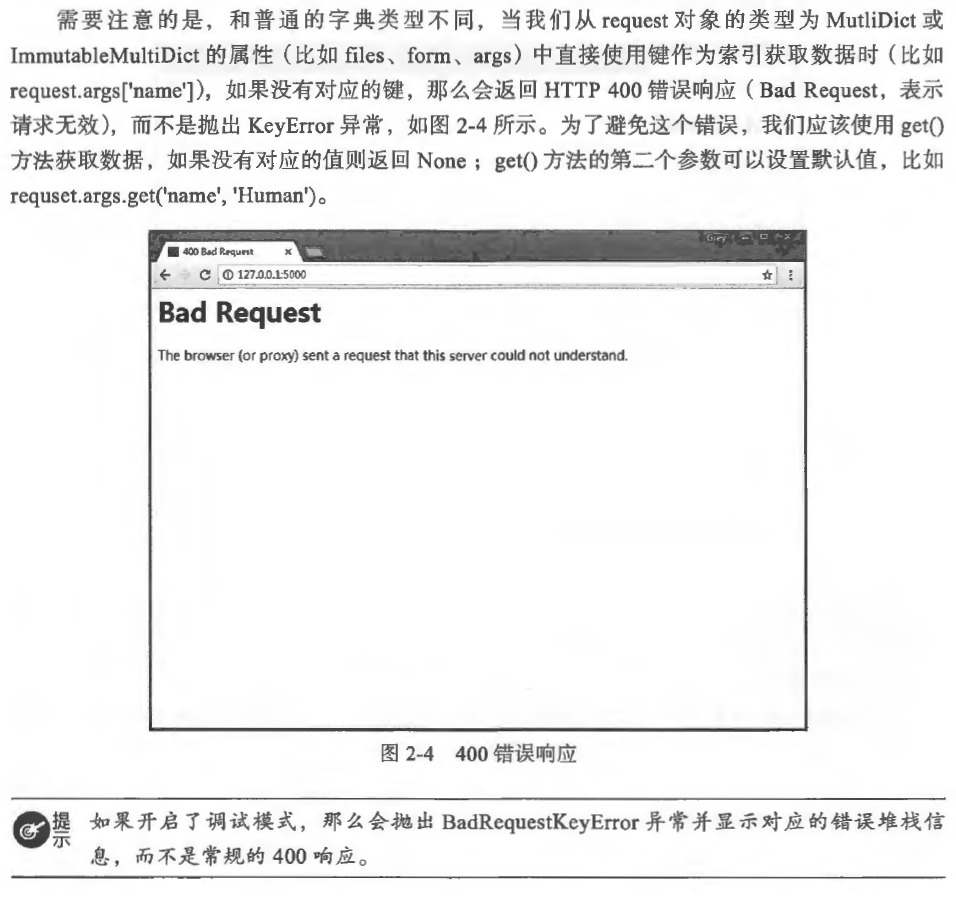 需要注意的是，和普通的字典类型不同，当我们从 request 对象的类型为 MutliDict 或
ImmutableMultiDict 的属性（比如 files、form、args）中直接使用键作为索引获取数据时（比如
request.args['name']），如果没有对应的键，那么会返回 HTTP 400 错误响应（Bad Request，表示
请求无效），而不是抛出 KeyError 异常，如图 2-4 所示。为了避免这个错误，我们应该使用 get()
方法获取数据，如果没有对应的值则返回 None；get() 方法的第二个参数可以设置默认值，比如
requset.args.get('name', 'Human')。
Grey
400 Bad Request
127.0.0.1:5000
Bad Request
The browser (or proxy) sent a request that this server could not understand.
图 2-4 400 错误响应
提示 如果开启了调试模式，那么会抛出 BadRequestKeyError 异常并显示对应的错误堆栈信
息，而不是常规的 400 响应。